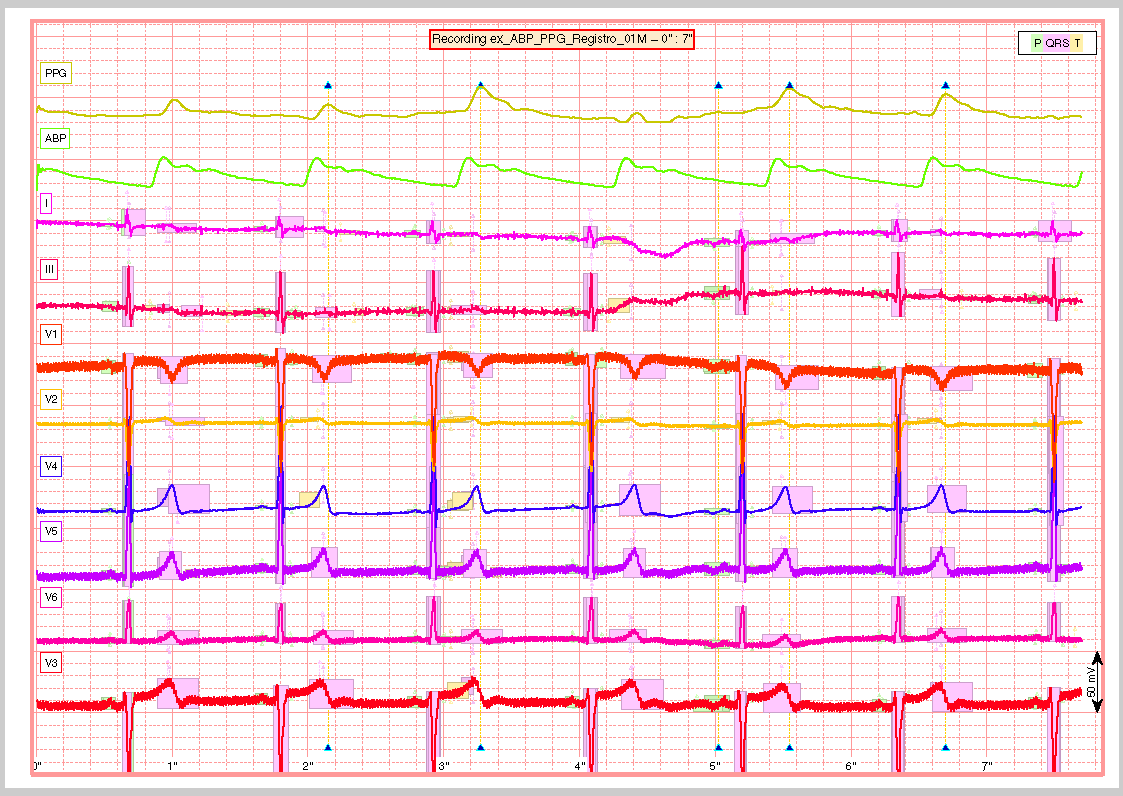 Recording ex_ABP_PPG_Registro_01M – 0" : 7"
P QRS T
PPG
ABP
I
III
V1
V2
V4
V5
V6
V3
50 mV
0" 1" 2" 3" 4" 5" 6" 7"